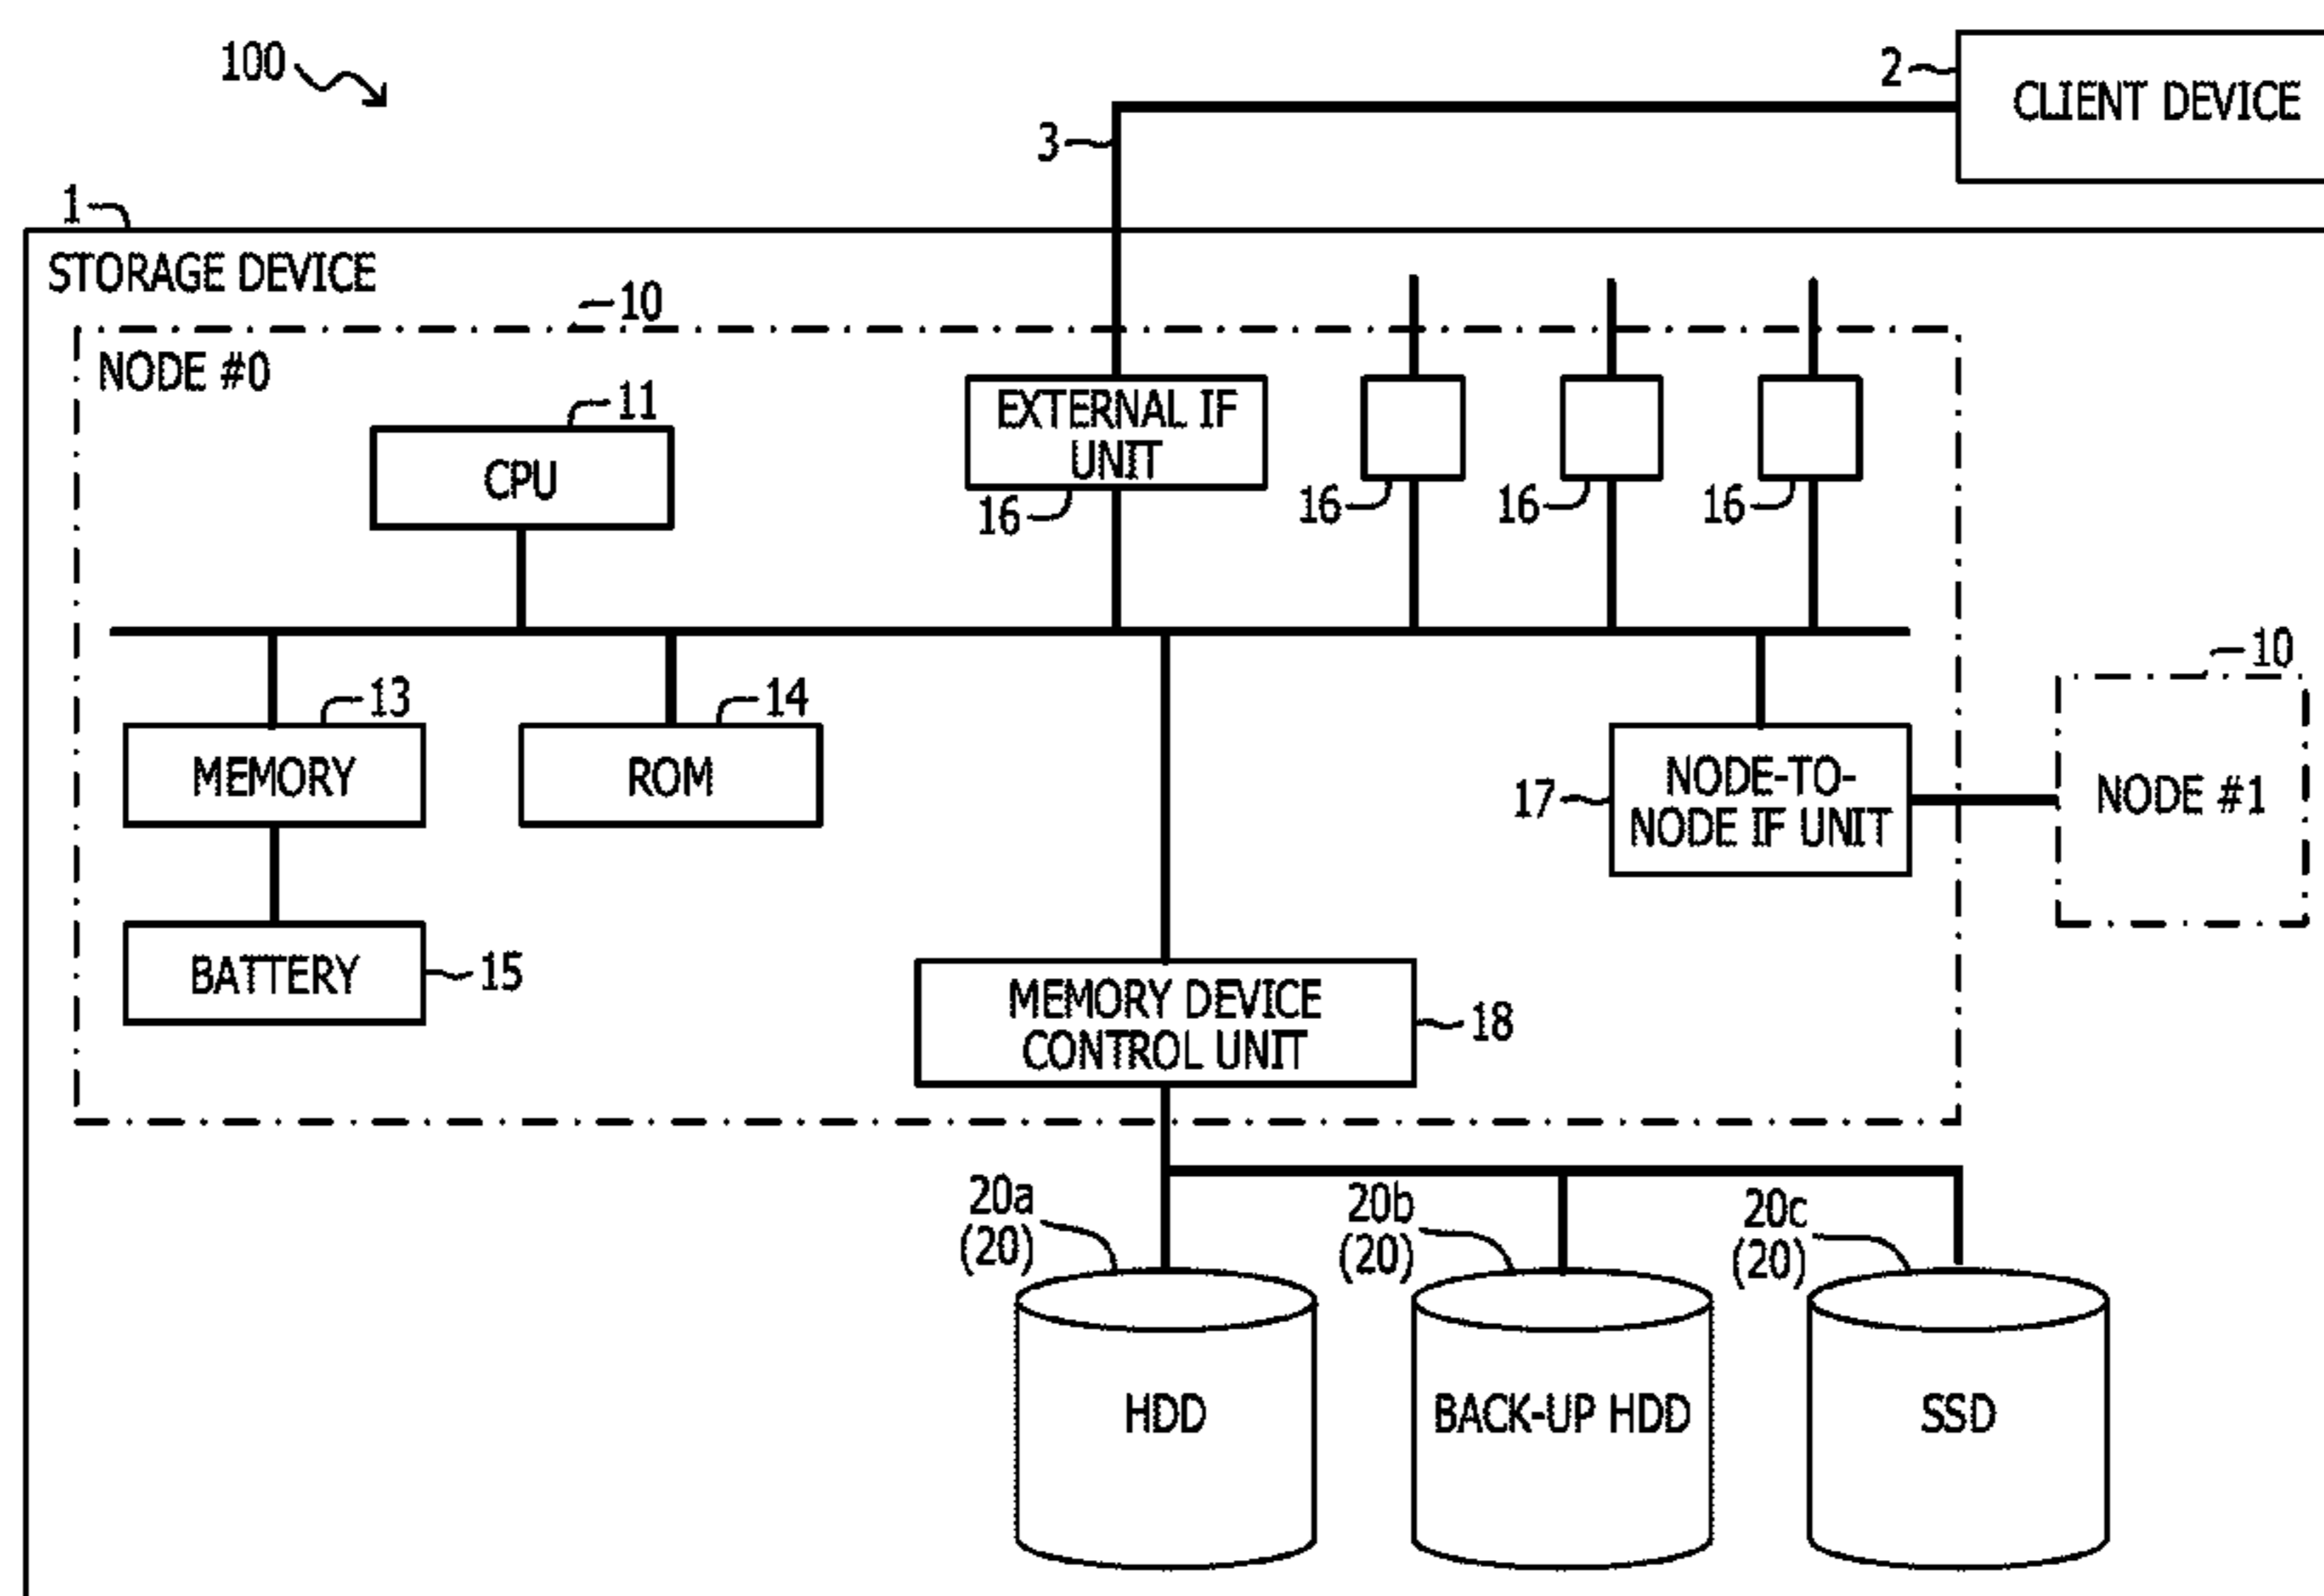 100
2
CLIENT DEVICE
3
1
STORAGE DEVICE
10
NODE #0
11
CPU
EXTERNAL IF
UNIT
16
16
16
16
13
MEMORY
14
ROM
10
17
NODE-TO-
NODE IF UNIT
NODE #1
BATTERY
15
MEMORY DEVICE
CONTROL UNIT
18
20a
(20)
20b
(20)
20c
(20)
HDD
BACK-UP HDD
SSD